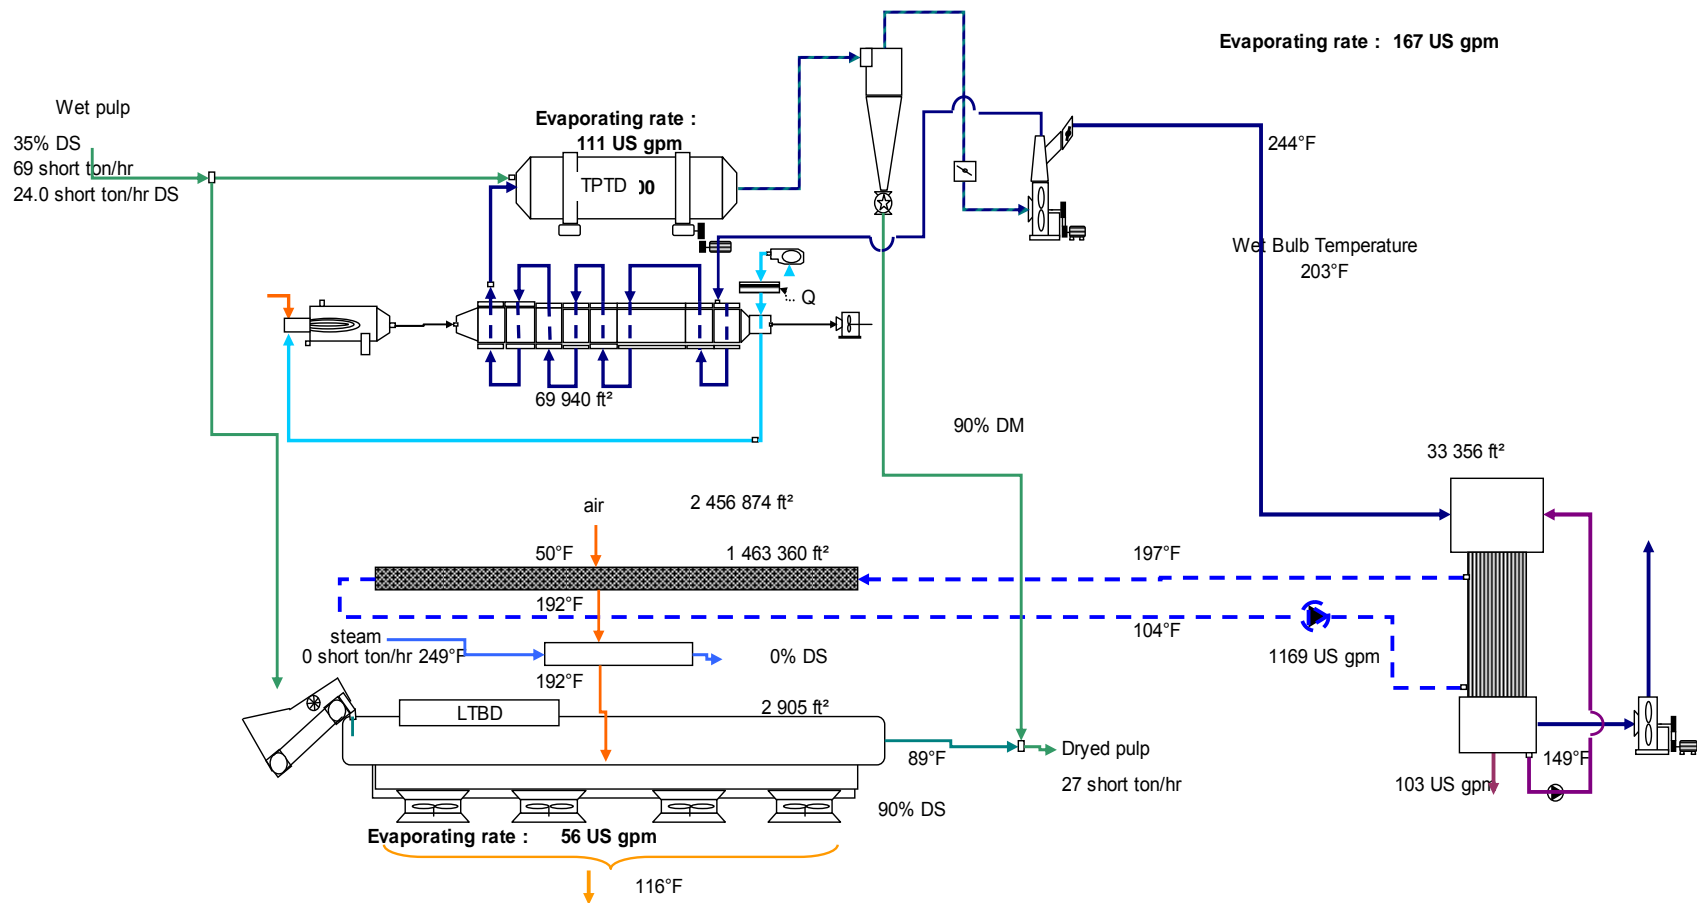 Evaporating rate : 167 US gpm
Wet pulp
35% DS
69 short ton/hr
24.0 short ton/hr DS
Evaporating rate :
111 US gpm
TPTD 00
244°F
Wet Bulb Temperature
203°F
Q
69 940 ft²
90% DM
33 356 ft²
air
2 456 874 ft²
50°F
1 463 360 ft²
197°F
192°F
104°F
steam
0 short ton/hr 249°F
0% DS
1169 US gpm
192°F
LTBD
2 905 ft²
89°F
Dryed pulp
27 short ton/hr
149°F
103 US gpm
90% DS
Evaporating rate : 56 US gpm
116°F